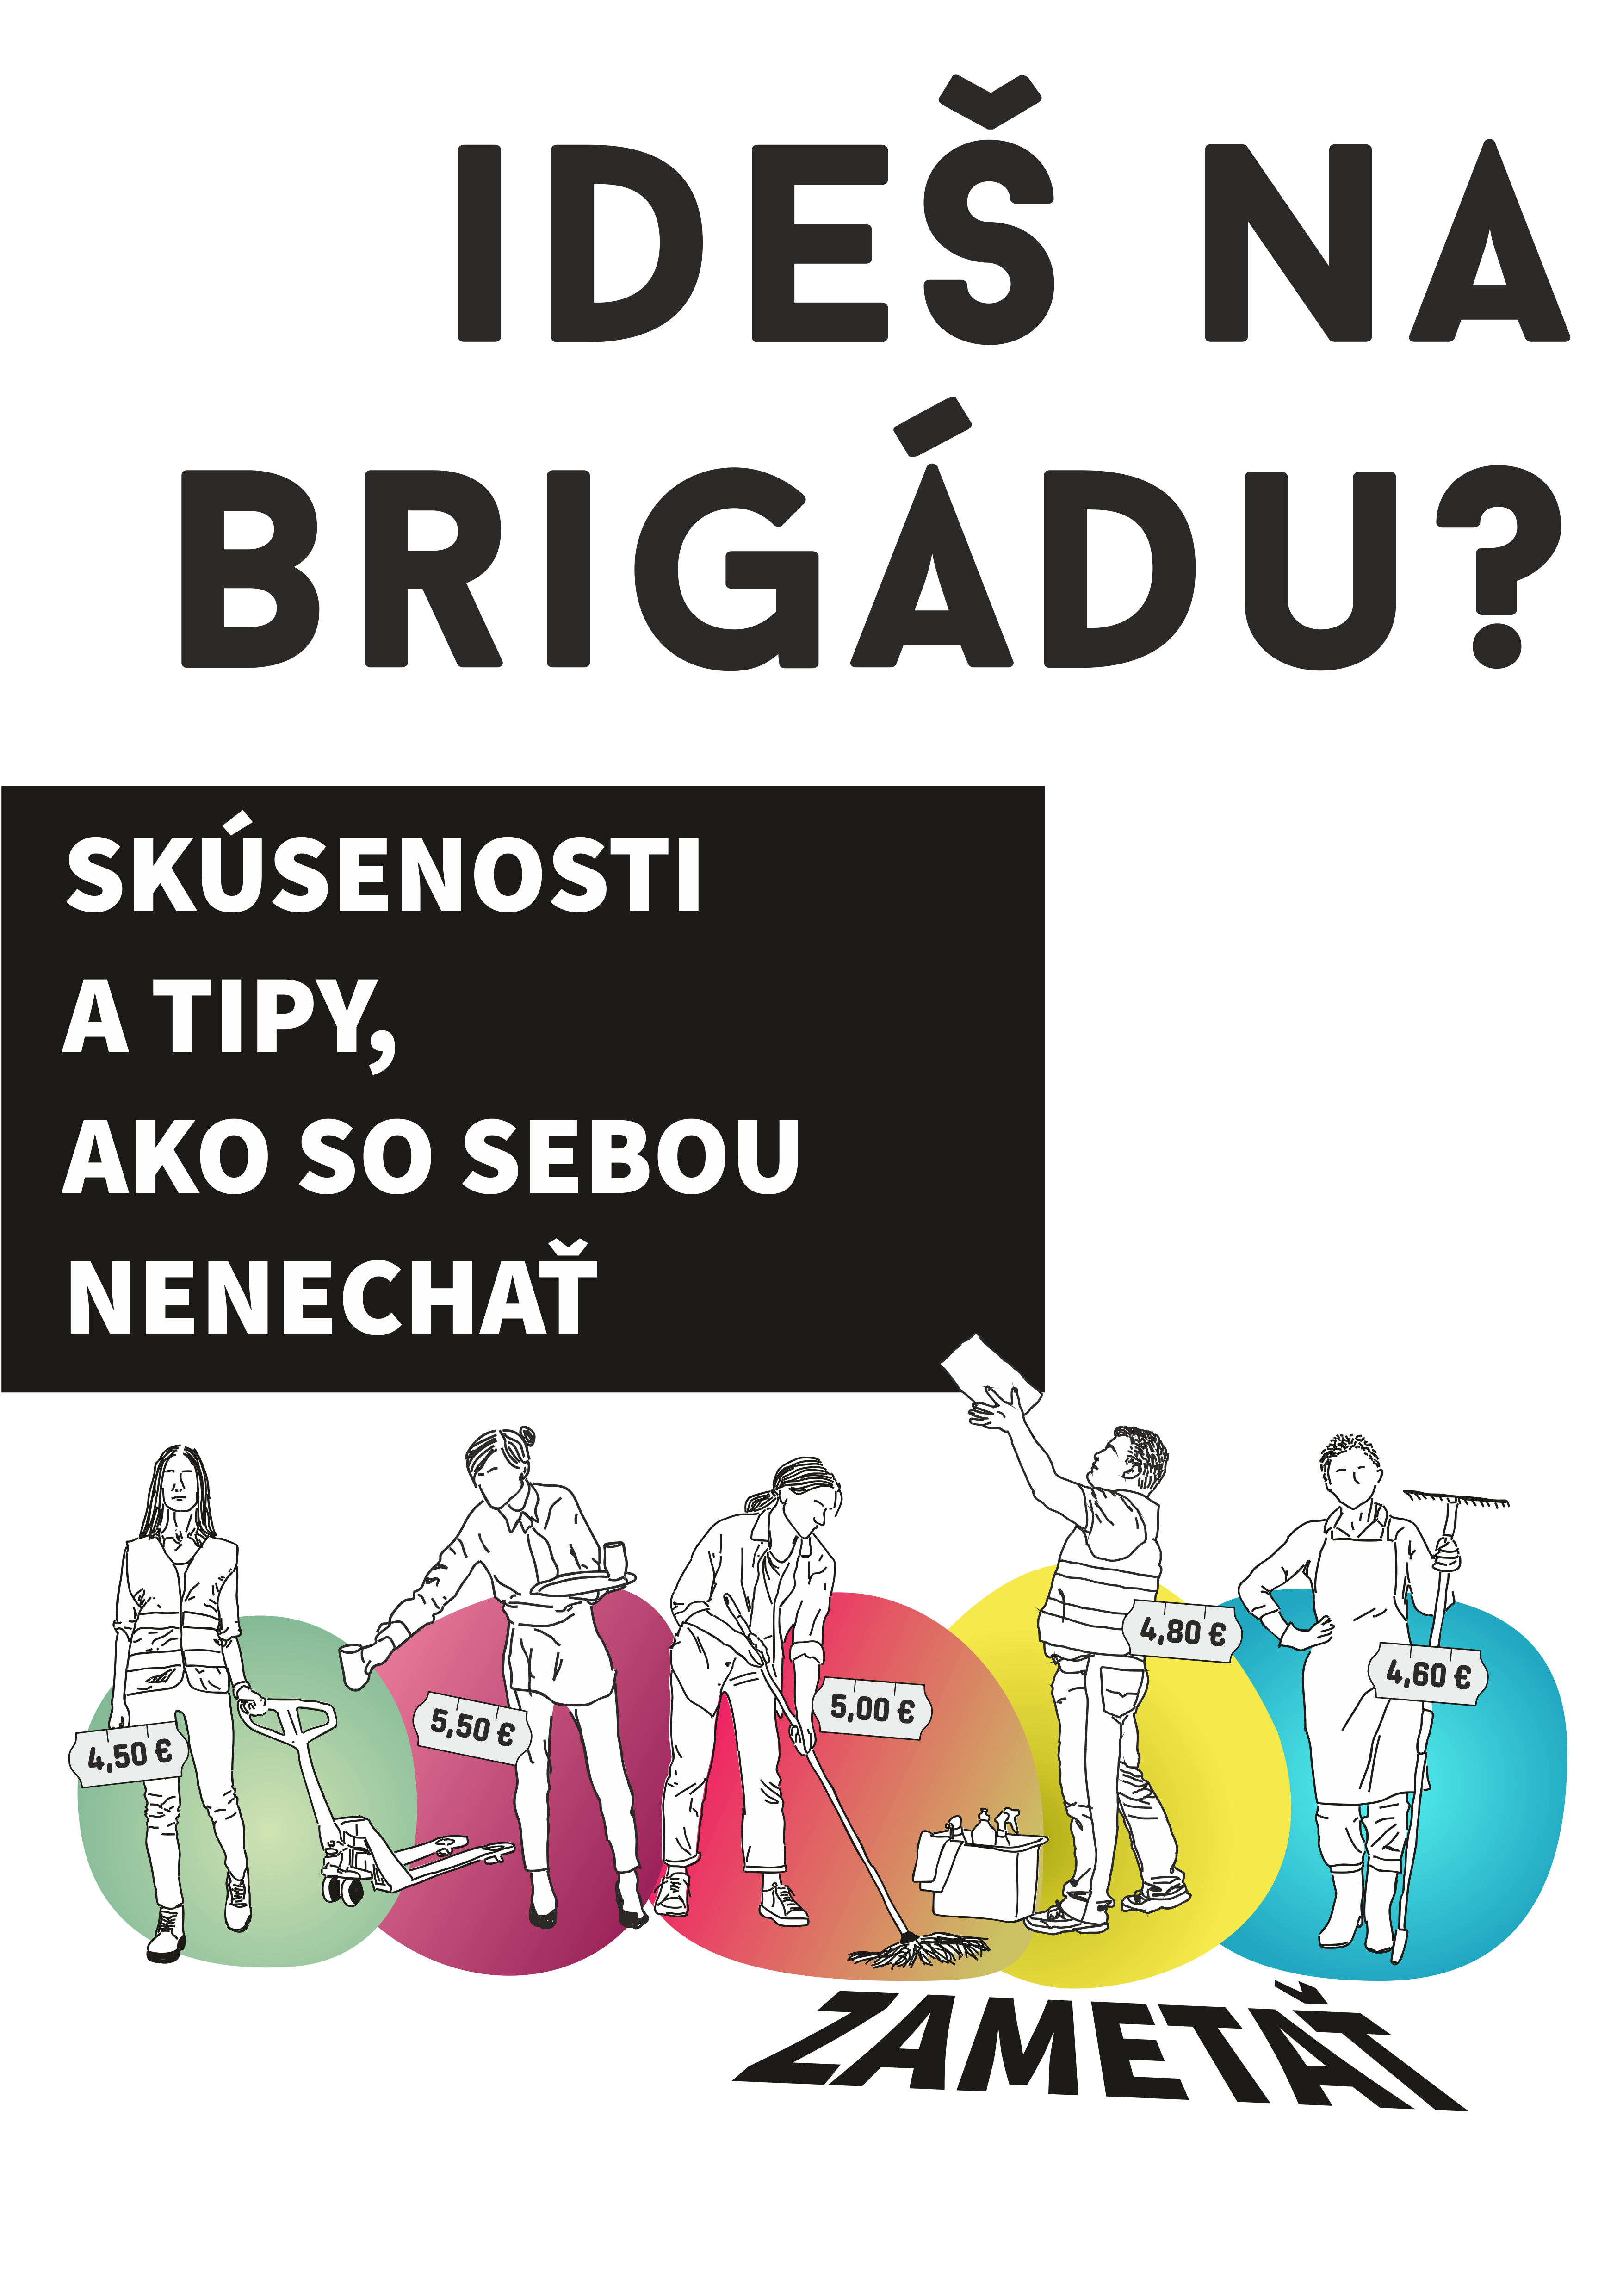 IDEŠ NA
BRIGÁDU?
SKÚSENOSTI
A TIPY,
AKO SO SEBOU
NENECHAŤ
ZAMETAŤ
4,50 €
5,50 €
5,00 €
4,80 €
4,60 €